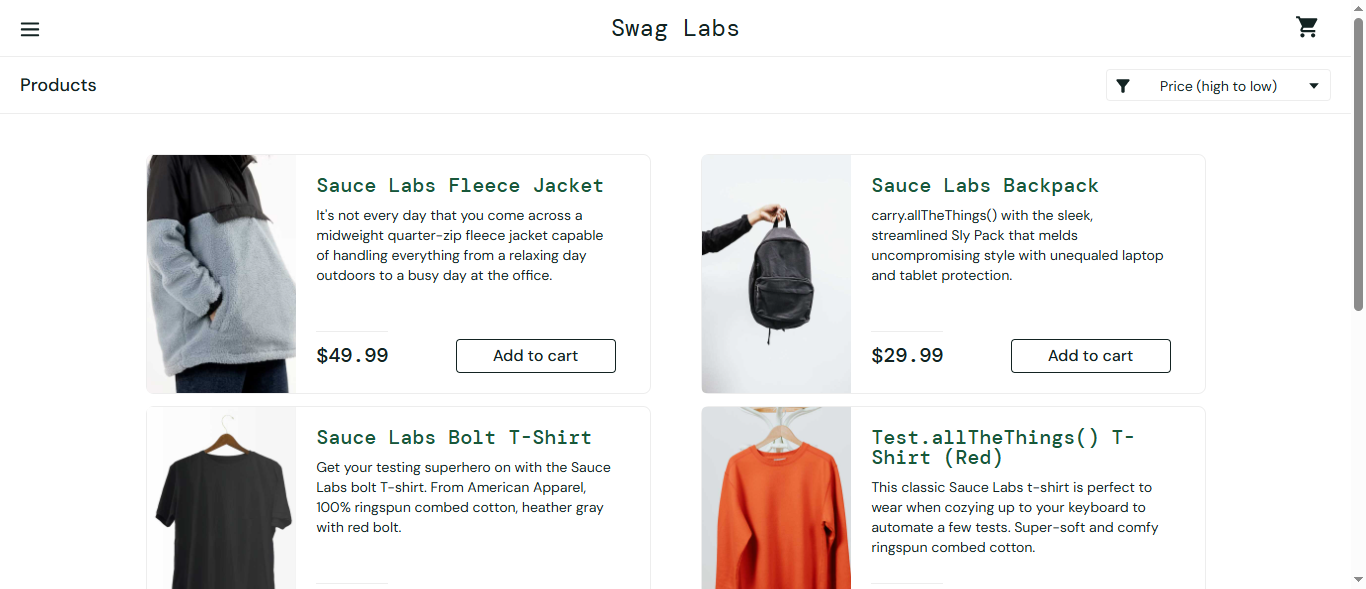 Swag Labs
Products
Price (high to low)
Sauce Labs Fleece Jacket
It's not every day that you come across a
midweight quarter-zip fleece jacket capable
of handling everything from a relaxing day
outdoors to a busy day at the office.
$49.99
Add to cart
Sauce Labs Backpack
carry.allTheThings() with the sleek,
streamlined Sly Pack that melds
uncompromising style with unequaled laptop
and tablet protection.
$29.99
Add to cart
Sauce Labs Bolt T-Shirt
Get your testing superhero on with the Sauce
Labs bolt T-shirt. From American Apparel,
100% ringspun combed cotton, heather gray
with red bolt.
Test.allTheThings() T-
Shirt (Red)
This classic Sauce Labs t-shirt is perfect to
wear when cozying up to your keyboard to
automate a few tests. Super-soft and comfy
ringspun combed cotton.